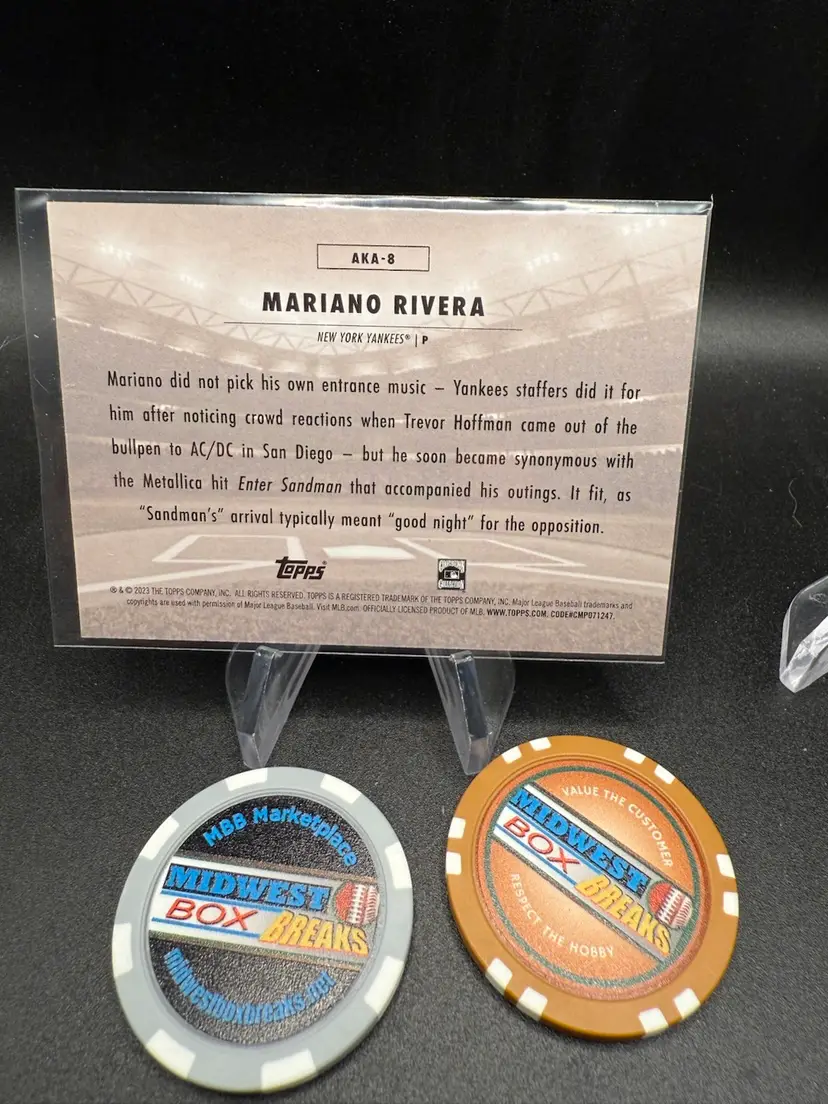 AKA-8
MARIANO RIVERA
NEW YORK YANKEES® | P
Mariano did not pick his own entrance music – Yankees staffers did it for
him after noticing crowd reactions when Trevor Hoffman came out of the
bullpen to AC/DC in San Diego – but he soon became synonymous with
the Metallica hit Enter Sandman that accompanied his outings. It fit, as
“Sandman’s” arrival typically meant “good night” for the opposition.
topps®
® & © 2023 THE TOPPS COMPANY, INC. ALL RIGHTS RESERVED. TOPPS IS A REGISTERED TRADEMARK OF THE TOPPS COMPANY, INC. Major League Baseball trademarks and
copyrights are used with permission of Major League Baseball. Visit MLB.com. OFFICIALLY LICENSED PRODUCT OF MLB. WWW.TOPPS.COM. CODE#CMP071247.
MBB Marketplace
MIDWEST
BOX BREAKS
midwestboxbreaks.net
VALUE THE CUSTOMER
MIDWEST
BOX BREAKS
RESPECT THE HOBBY